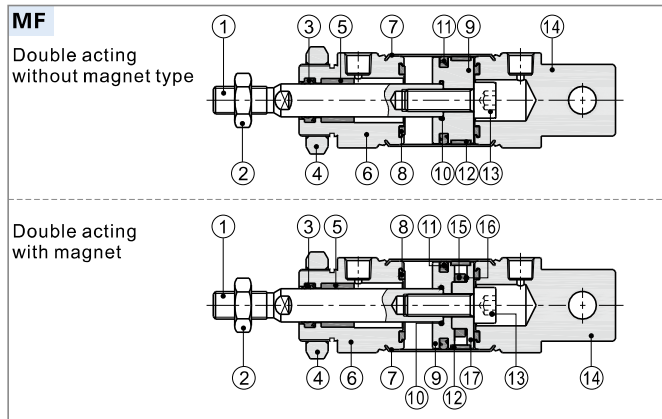 MF
Double acting
without magnet type
1 3 5 7 11 9 14
2 4 6 8 10 12 13
Double acting
with magnet
1 3 5 8 11 15 16
2 4 6 7 10 9 12 17 13 14